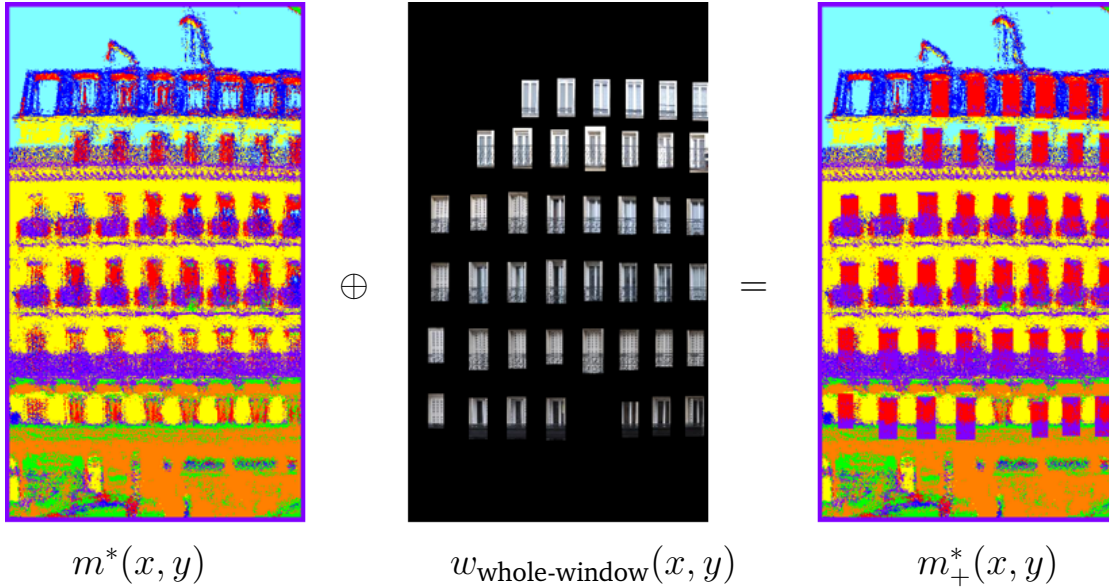 ⊕ =
m*(x, y) w_whole-window(x, y) m*_+(x, y)